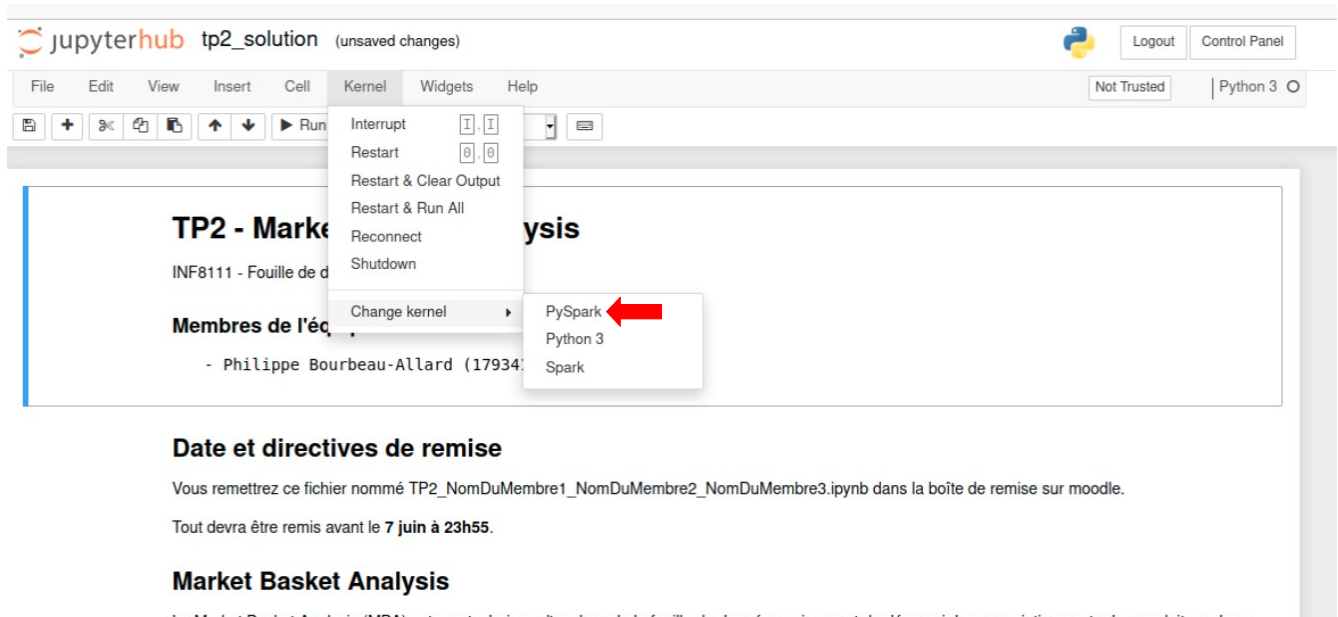 jupyterhub tp2_solution (unsaved changes) Logout Control Panel
File Edit View Insert Cell Kernel Widgets Help Not Trusted Python 3
Run
Interrupt I,I
Restart 0,0
Restart & Clear Output
Restart & Run All
Reconnect
Shutdown
Change kernel
PySpark
Python 3
Spark
TP2 - Marke ysis
INF8111 - Fouille de d
Membres de l'éq
- Philippe Bourbeau-Allard (17934
Date et directives de remise
Vous remettrez ce fichier nommé TP2_NomDuMembre1_NomDuMembre2_NomDuMembre3.ipynb dans la boîte de remise sur moodle.
Tout devra être remis avant le 7 juin à 23h55.
Market Basket Analysis